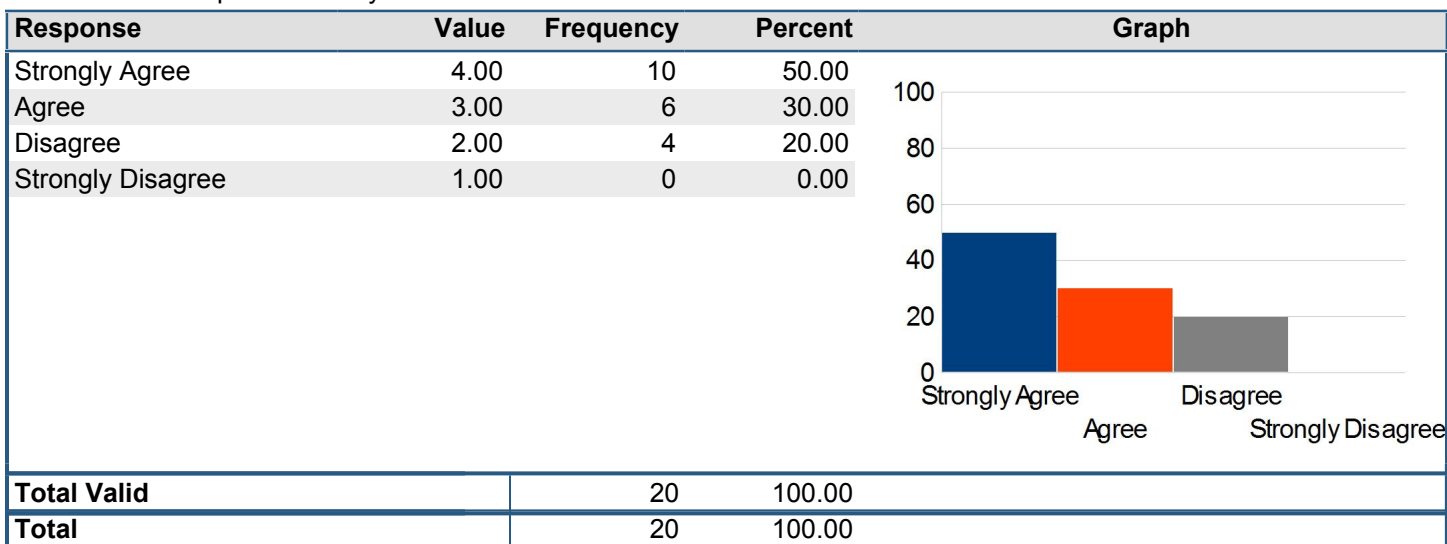 Response Value Frequency Percent Graph
Strongly Agree 4.00 10 50.00
Agree 3.00 6 30.00
Disagree 2.00 4 20.00
Strongly Disagree 1.00 0 0.00
100
80
60
40
20
0
Strongly Agree Disagree
Agree Strongly Disagree
Total Valid 20 100.00
Total 20 100.00